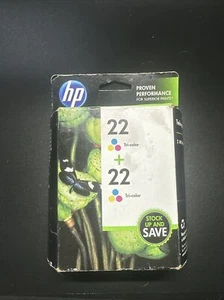 hp
PROVEN
PERFORMANCE
FOR SUPERIOR PRINTS
22
Tri-color
+
22
Tri-color
STOCK
UP AND
SAVE